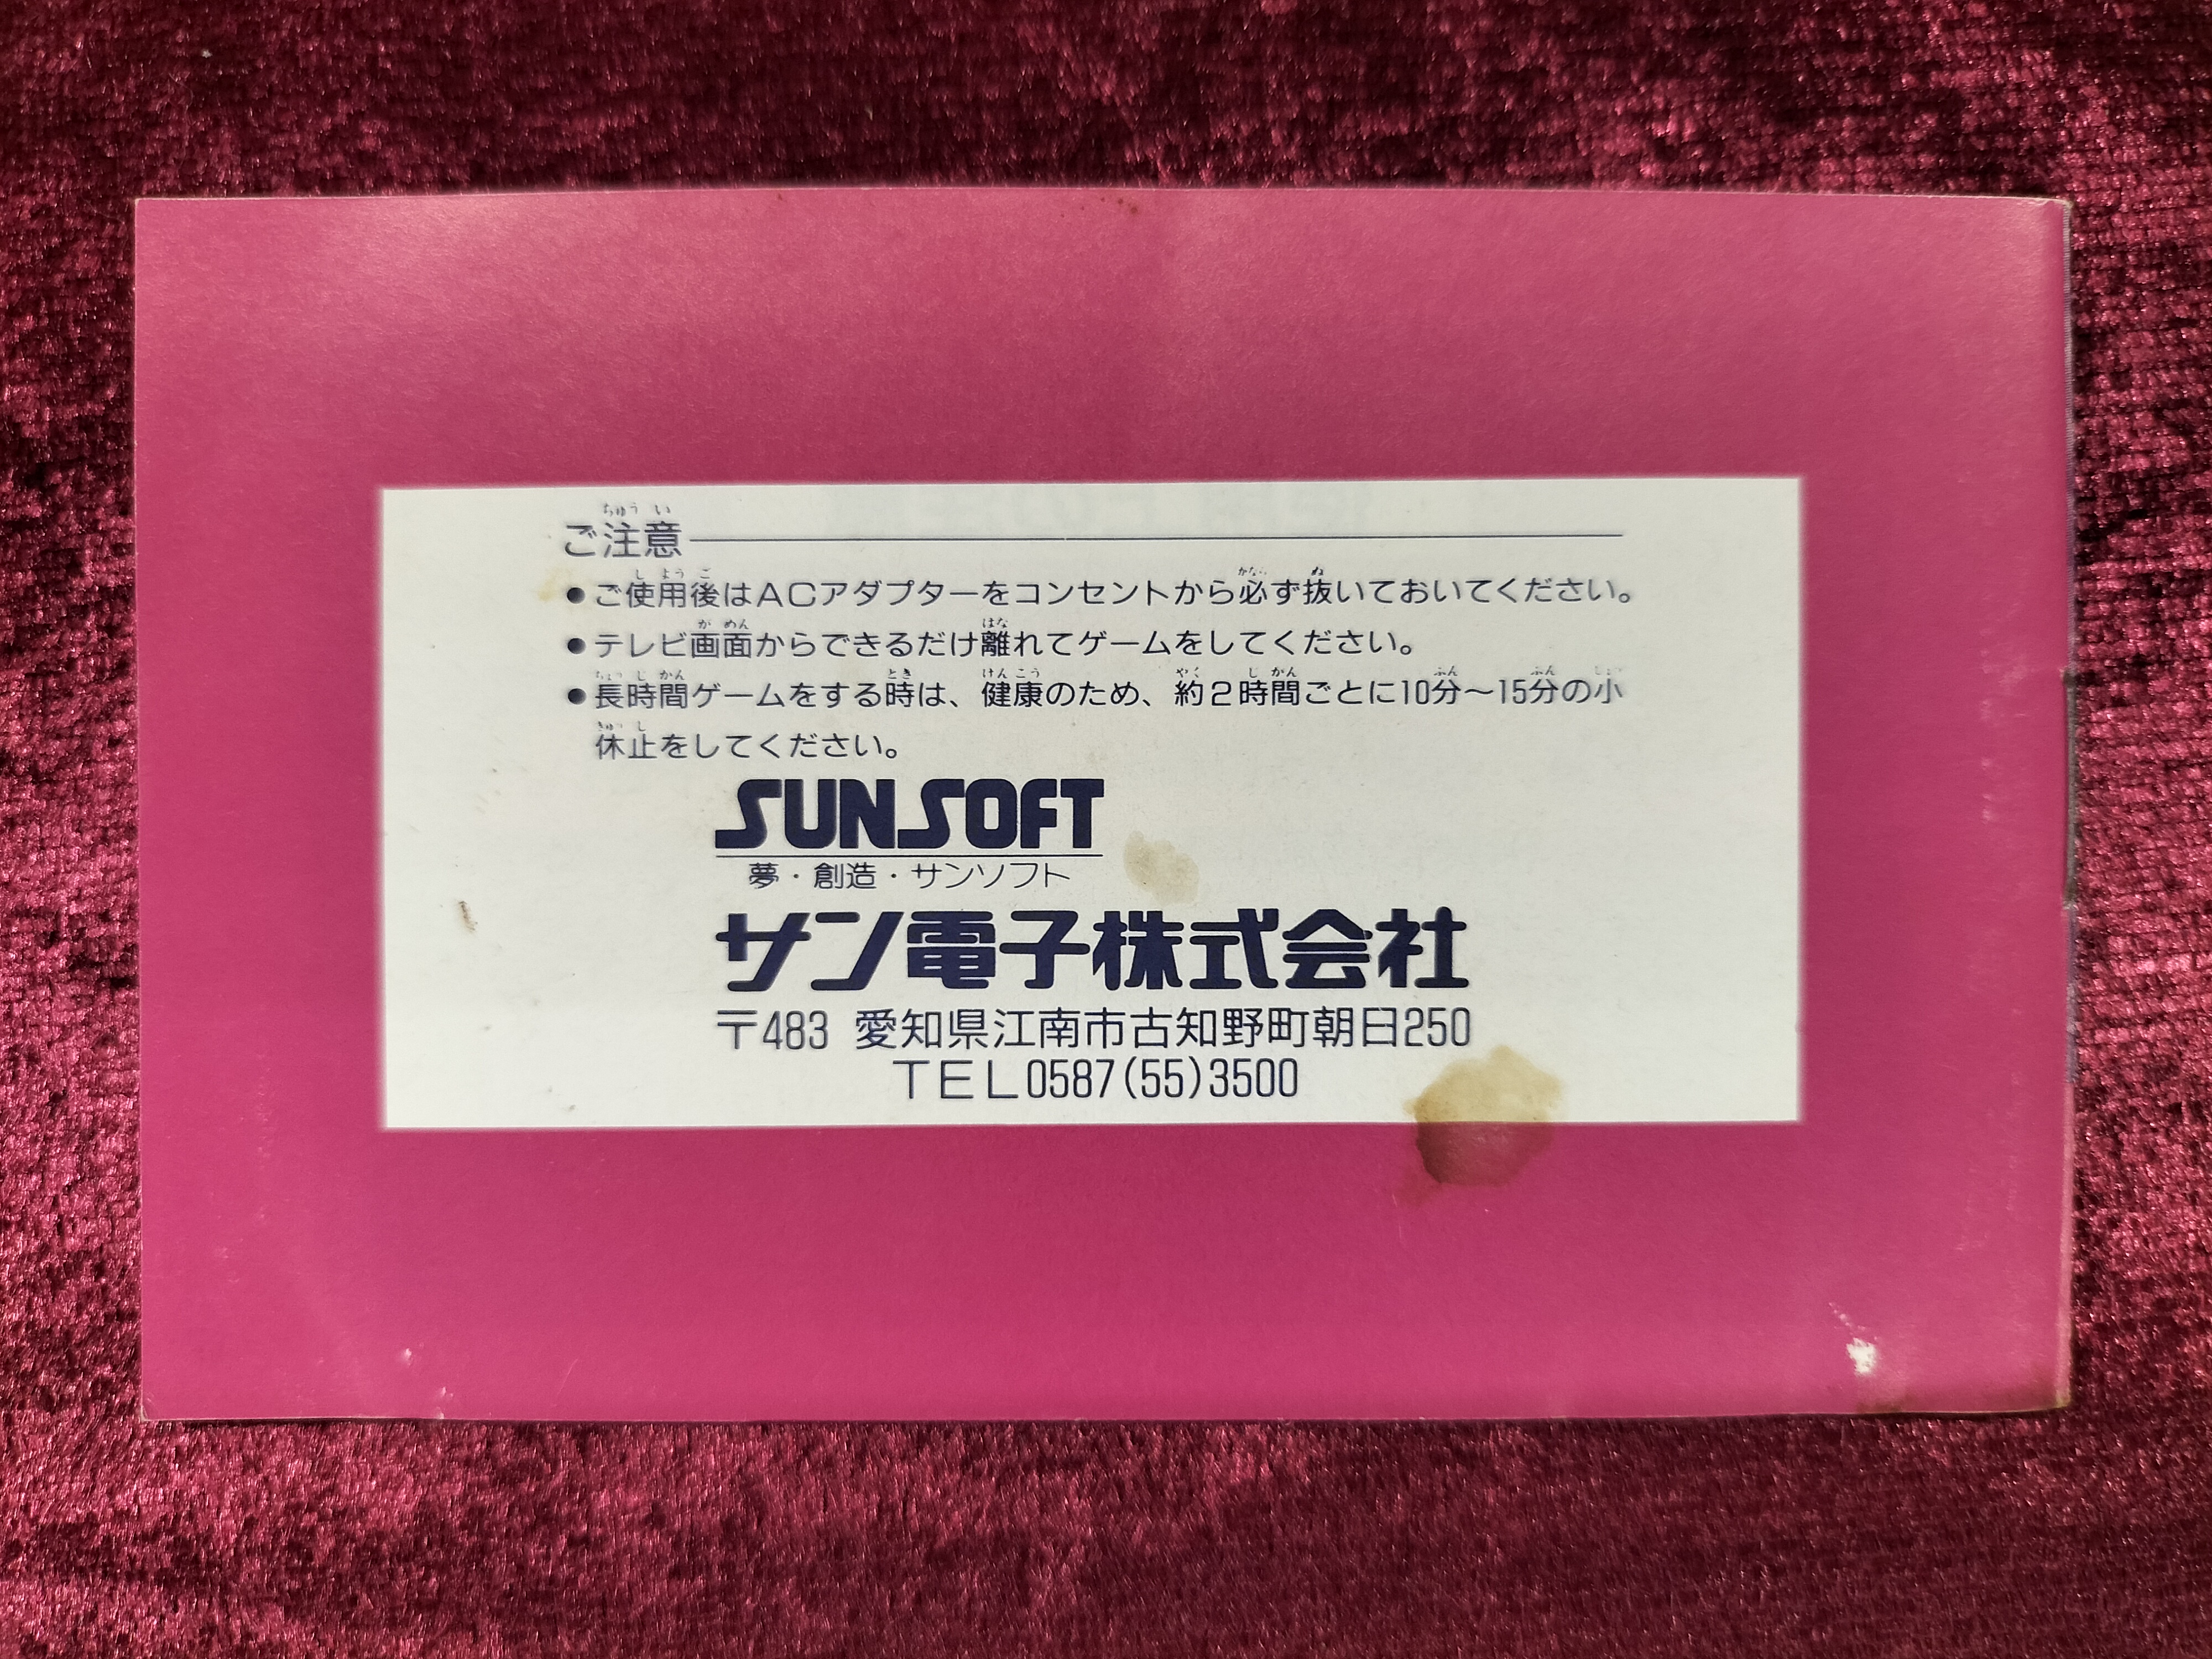 ご注意
●ご使用後はACアダプターをコンセントから必ず抜いておいてください。
●テレビ画面からできるだけ離れてゲームをしてください。
●長時間ゲームをする時は、健康のため、約2時間ごとに10分〜15分の小
休止をしてください。
SUNSOFT
夢・創造・サンソフト
サン電子株式会社
〒483 愛知県江南市古知野町朝日250
TEL0587(55)3500